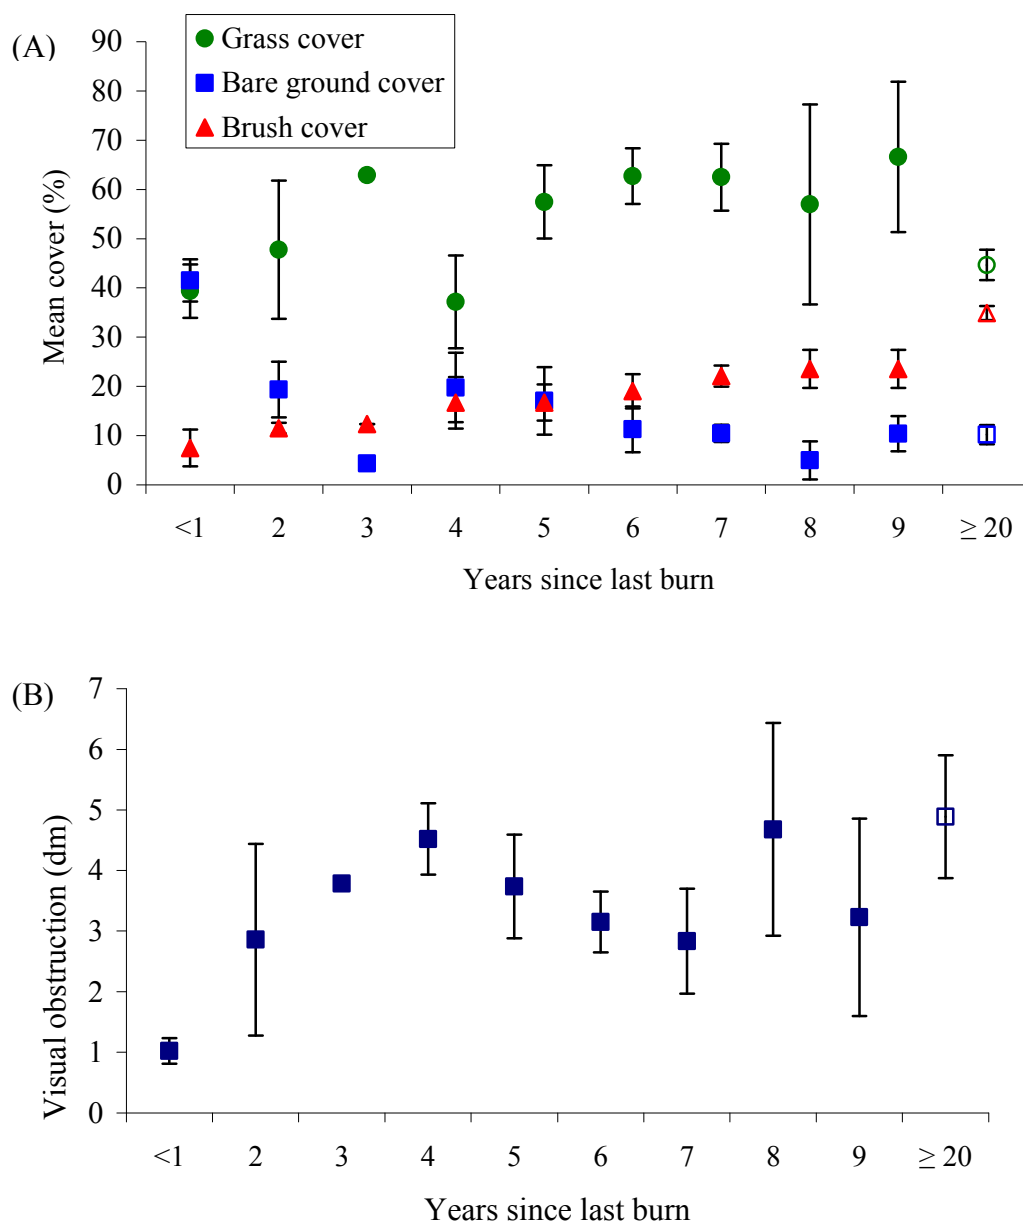 (A)
Grass cover
Bare ground cover
Brush cover
Mean cover (%)
90
80
70
60
50
40
30
20
10
0
<1 2 3 4 5 6 7 8 9 ≥ 20
Years since last burn
(B)
Visual obstruction (dm)
7
6
5
4
3
2
1
0
<1 2 3 4 5 6 7 8 9 ≥ 20
Years since last burn